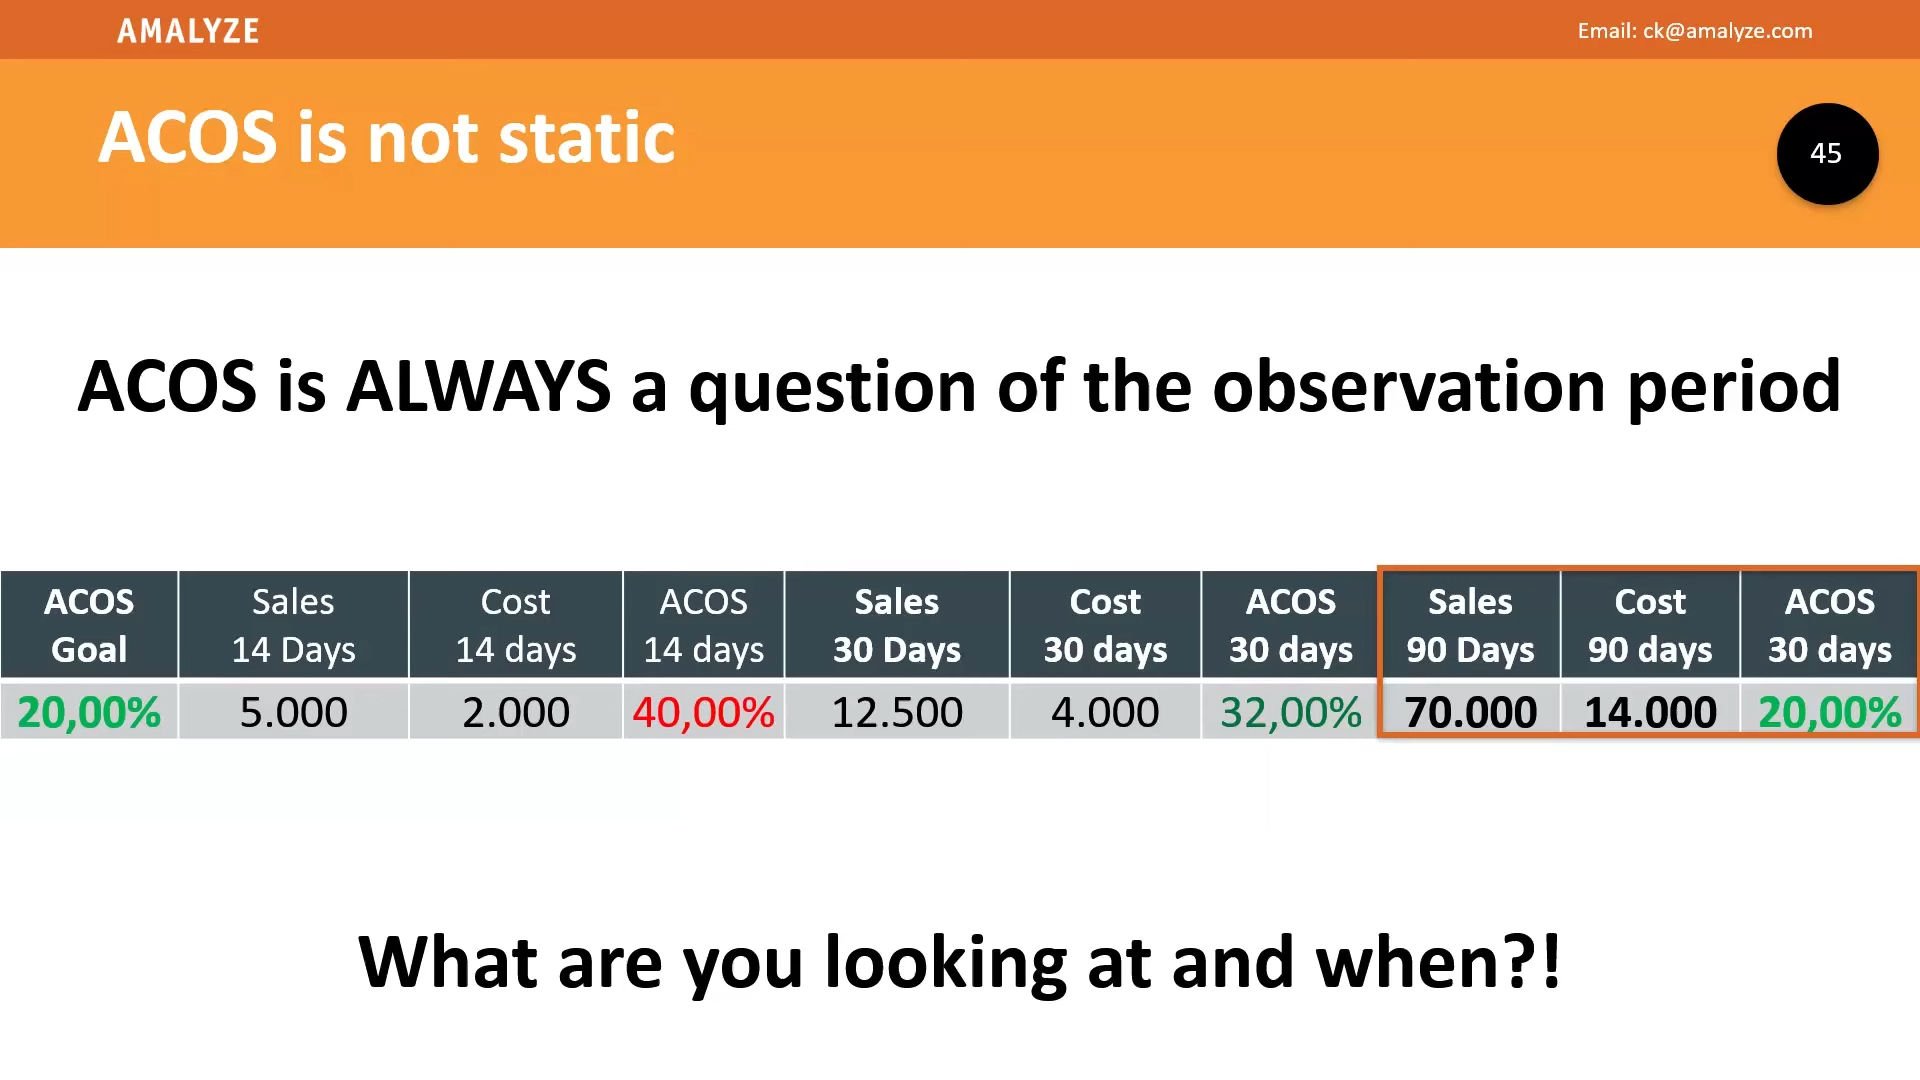 AMALYZE
Email: ck@amalyze.com
ACOS is not static
45
ACOS is ALWAYS a question of the observation period
ACOS Goal | Sales 14 Days | Cost 14 days | ACOS 14 days | Sales 30 Days | Cost 30 days | ACOS 30 days | Sales 90 Days | Cost 90 days | ACOS 30 days
20,00% | 5.000 | 2.000 | 40,00% | 12.500 | 4.000 | 32,00% | 70.000 | 14.000 | 20,00%
What are you looking at and when?!